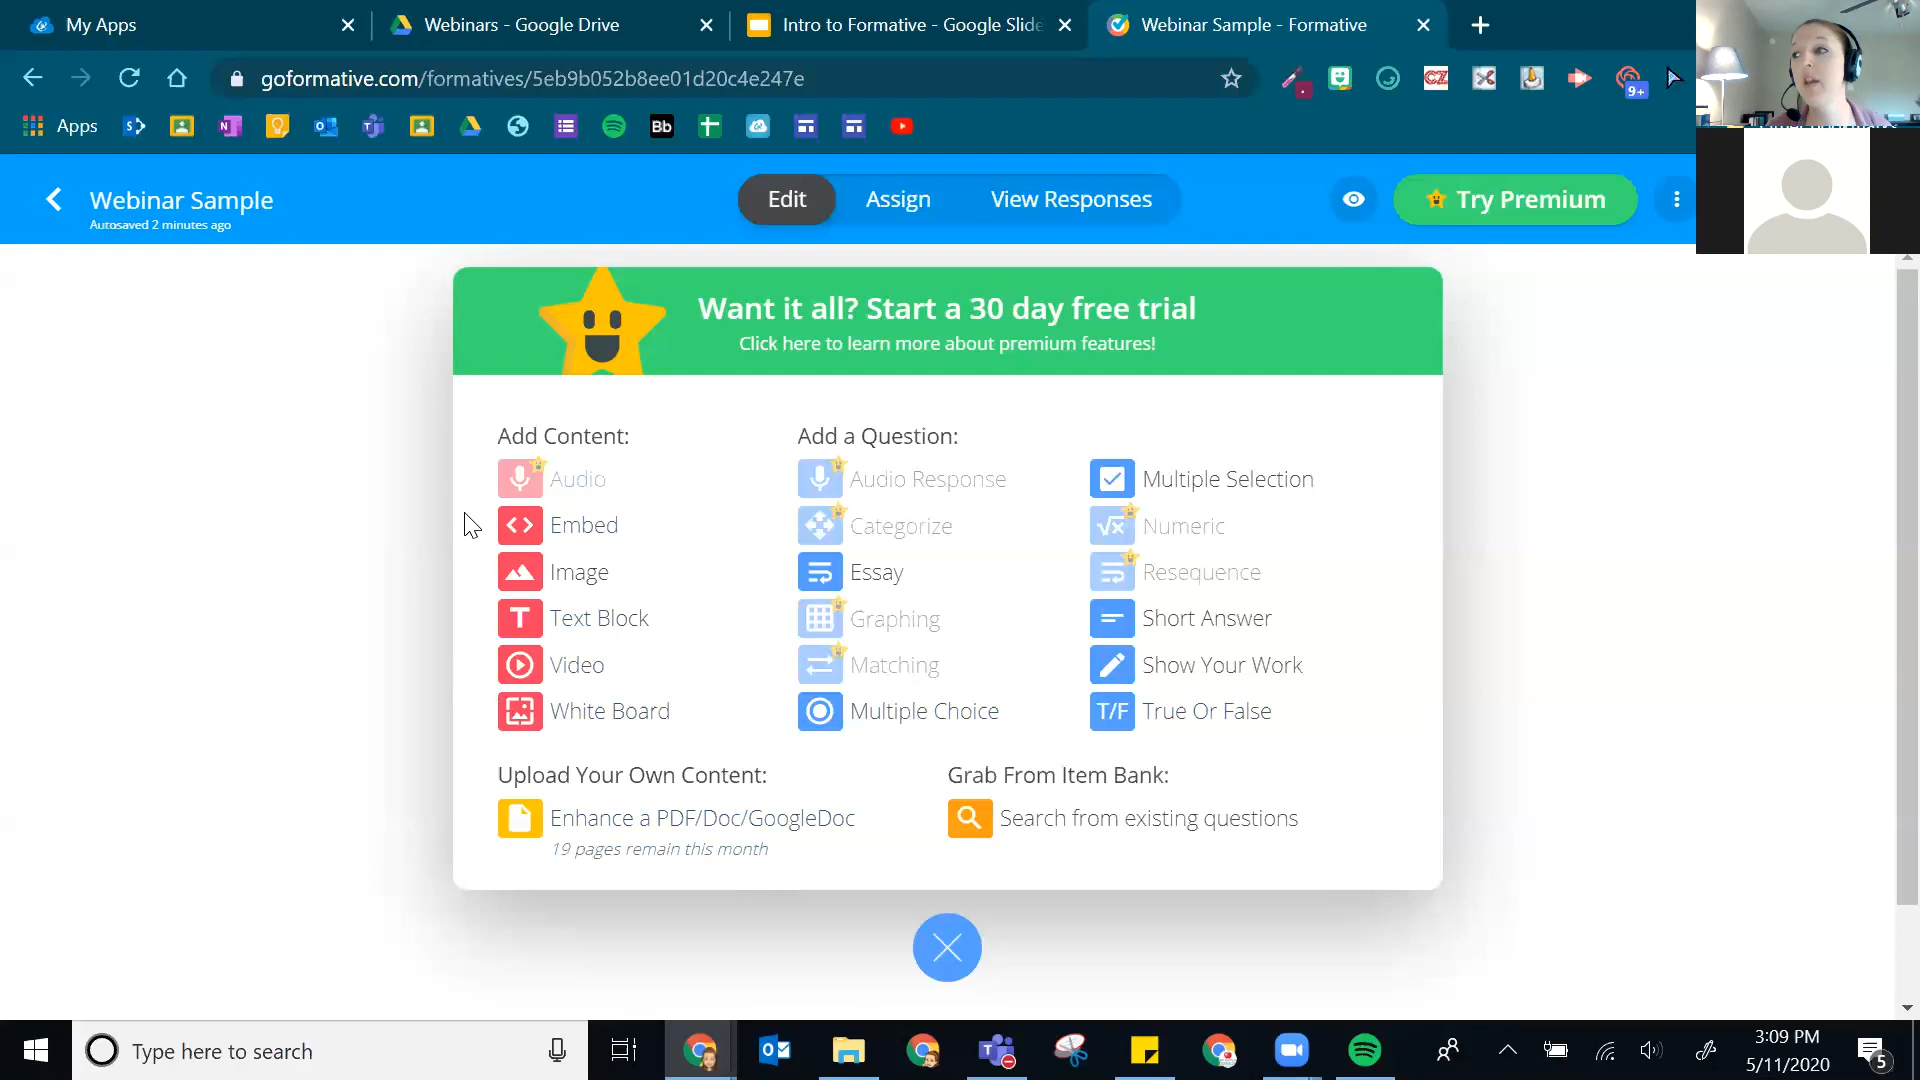 My Apps
Webinars - Google Drive
Intro to Formative - Google Slide
Webinar Sample - Formative
goformative.com/formatives/5eb9b052b8ee01d20c4e247e
CZ
9+
Apps
Bb
Webinar Sample
Autosaved 2 minutes ago
Edit
Assign
View Responses
Try Premium
Want it all? Start a 30 day free trial
Click here to learn more about premium features!
Add Content:
Audio
Embed
Image
T Text Block
Video
White Board
Add a Question:
Audio Response
Categorize
Essay
Graphing
Matching
Multiple Choice
Multiple Selection
√x Numeric
Resequence
Short Answer
Show Your Work
T/F True Or False
Upload Your Own Content:
Enhance a PDF/Doc/GoogleDoc
19 pages remain this month
Grab From Item Bank:
Search from existing questions
Type here to search
3:09 PM
5/11/2020
5